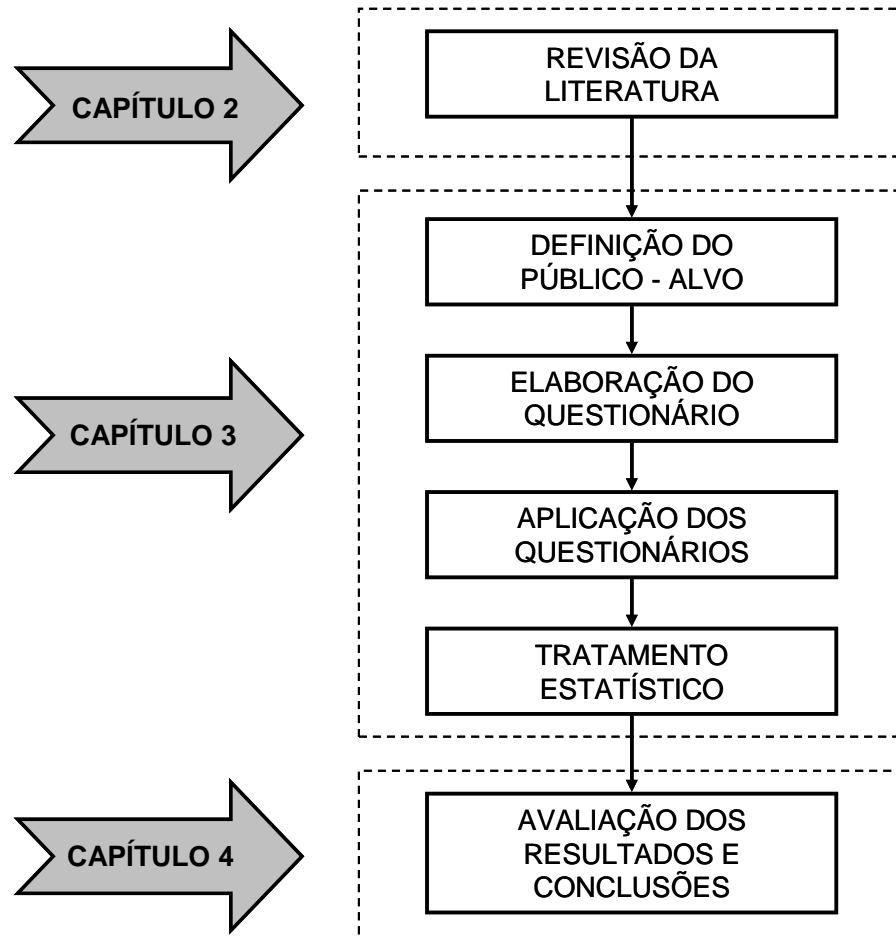 CAPÍTULO 2
REVISÃO DA
LITERATURA
CAPÍTULO 3
DEFINIÇÃO DO
PÚBLICO - ALVO
ELABORAÇÃO DO
QUESTIONÁRIO
APLICAÇÃO DOS
QUESTIONÁRIOS
TRATAMENTO
ESTATÍSTICO
CAPÍTULO 4
AVALIAÇÃO DOS
RESULTADOS E
CONCLUSÕES